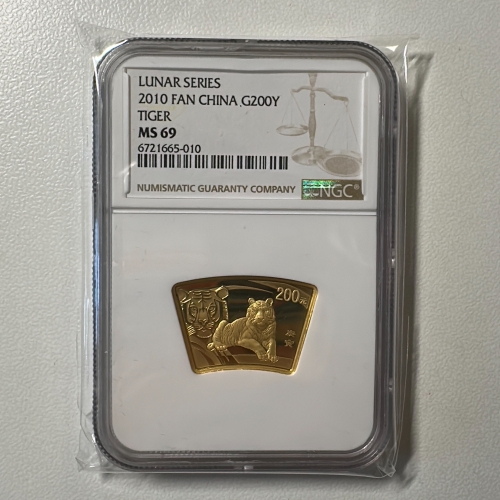 LUNAR SERIES
2010 FAN CHINA ,G200Y
TIGER
MS 69
6721665-010
NUMISMATIC GUARANTY COMPANY
NGC®
200元